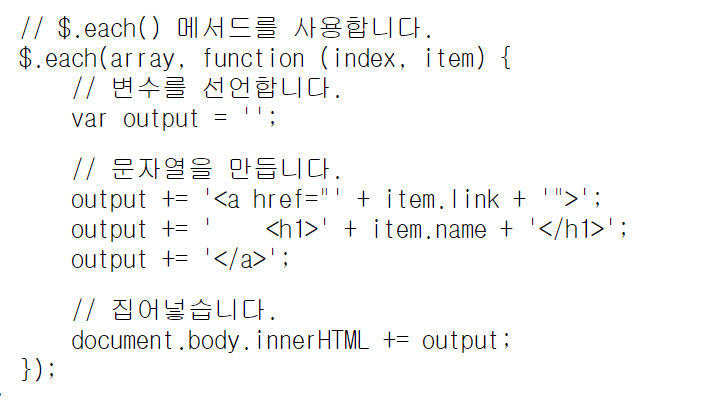 // $.each() 메서드를 사용합니다.
$.each(array, function (index, item) {
    // 변수를 선언합니다.
    var output = '';

    // 문자열을 만듭니다.
    output += '<a href="' + item.link + '">';
    output += '    <h1>' + item.name + '</h1>';
    output += '</a>';

    // 집어넣습니다.
    document.body.innerHTML += output;
});